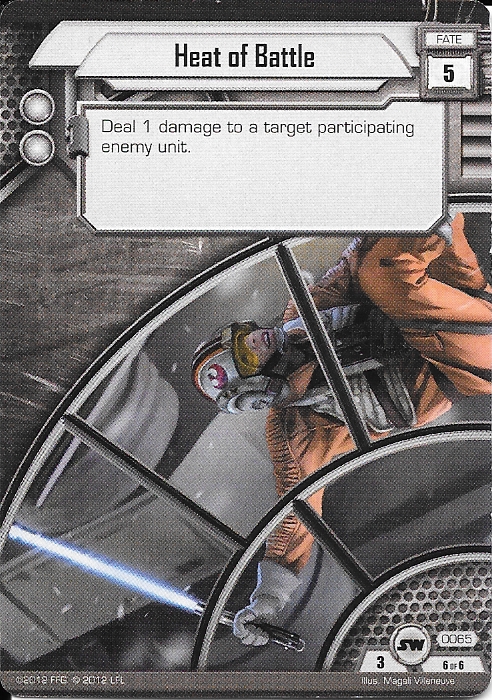 Heat of Battle
FATE
5
Deal 1 damage to a target participating
enemy unit.
SW
0065
3
6 OF 6
©2012 FFG © 2012 LFL
Illus. Magali Villeneuve